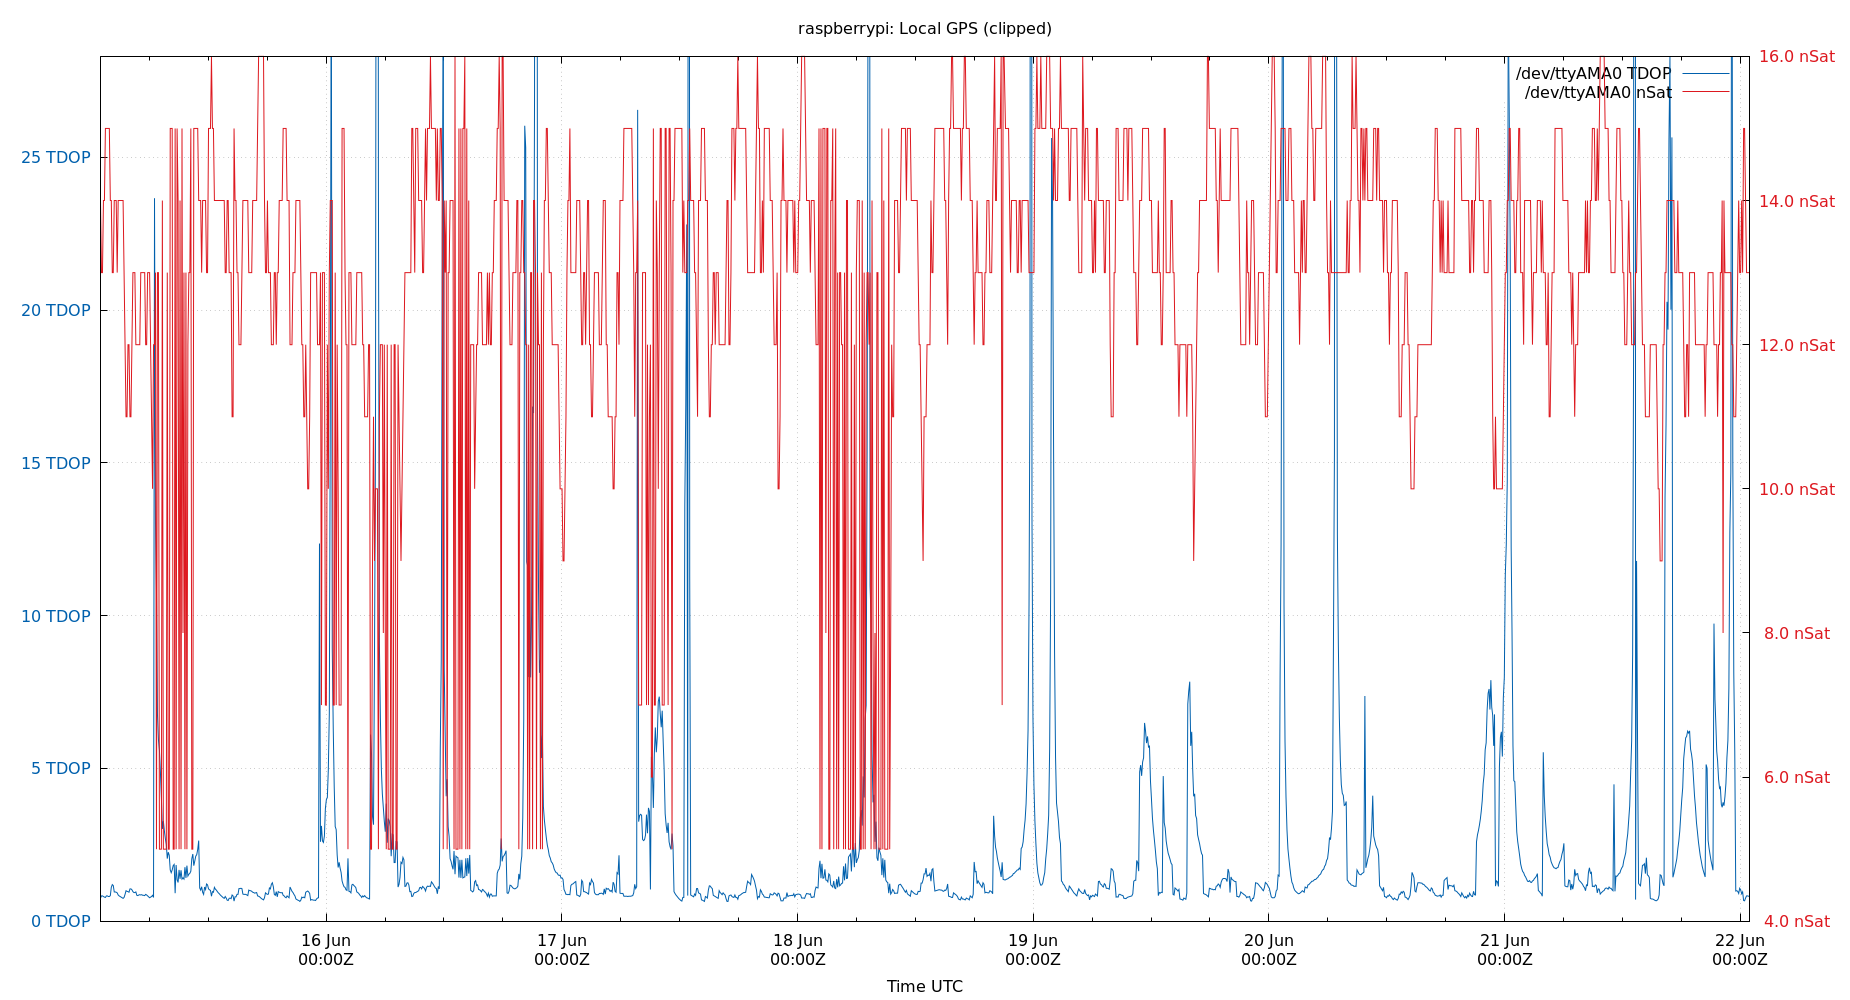 raspberrypi: Local GPS (clipped)
16.0 nSat
/dev/ttyAMA0 TDOP
/dev/ttyAMA0 nSat
25 TDOP
14.0 nSat
20 TDOP
12.0 nSat
15 TDOP
10.0 nSat
10 TDOP
8.0 nSat
5 TDOP
6.0 nSat
0 TDOP
4.0 nSat
16 Jun 17 Jun 18 Jun 19 Jun 20 Jun 21 Jun 22 Jun
00:00Z 00:00Z 00:00Z 00:00Z 00:00Z 00:00Z 00:00Z
Time UTC